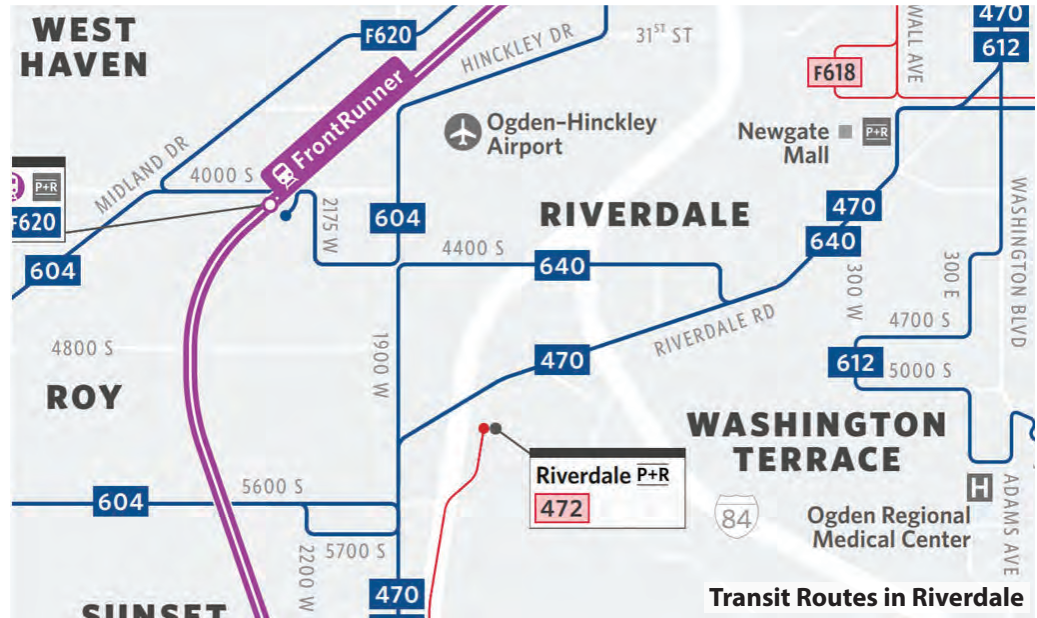 WEST
HAVEN
F620
FrontRunner
HINCKLEY DR
31ST ST
WALL AVE
470
612
F618
Ogden–Hinckley
Airport
Newgate
Mall
P+R
MIDLAND DR
4000 S
P+R
F620
2175 W
604
RIVERDALE
470
640
WASHINGTON BLVD
604
4400 S
640
300 W
300 E
4800 S
1900 W
470
RIVERDALE RD
4700 S
612
5000 S
ROY
WASHINGTON
TERRACE
Riverdale P+R
472
84
H
Ogden Regional
Medical Center
ADAMS AVE
604
5600 S
5700 S
2200 W
470
SUNSET
Transit Routes in Riverdale